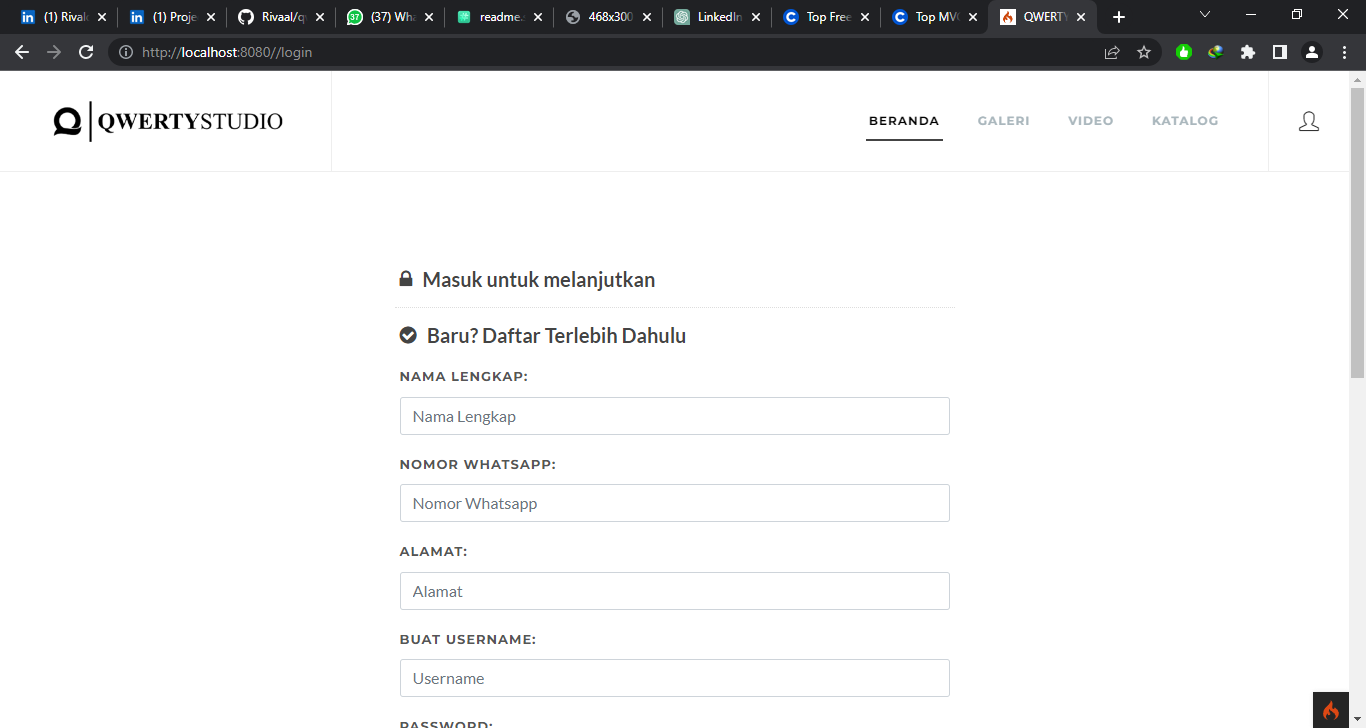 (1) Rival
(1) Proje
Rivaal/q
37
(37) Wha
readme.
468x300
LinkedIn
Top Free
Top MV
QWERTY
http://localhost:8080//login
QWERTYSTUDIO
BERANDA
GALERI
VIDEO
KATALOG
Masuk untuk melanjutkan
Baru? Daftar Terlebih Dahulu
NAMA LENGKAP:
Nama Lengkap
NOMOR WHATSAPP:
Nomor Whatsapp
ALAMAT:
Alamat
BUAT USERNAME:
Username
PASSWORD: